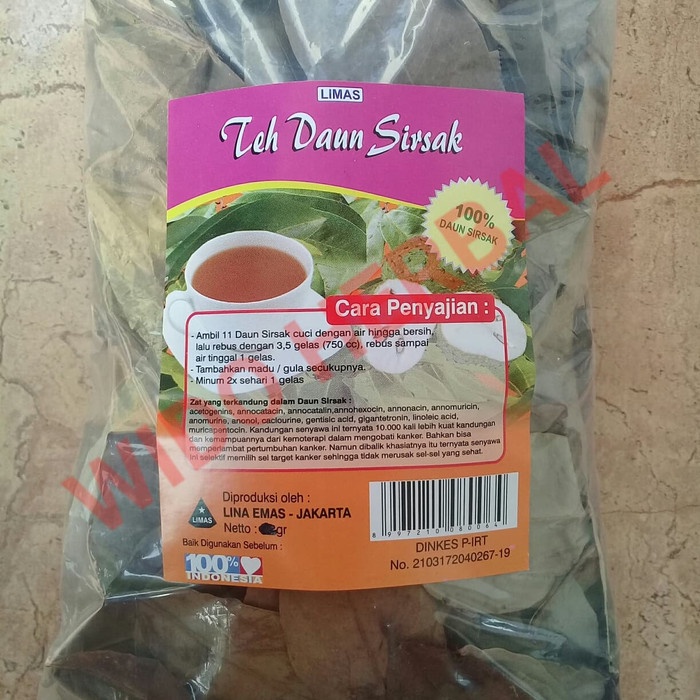 LIMAS
Teh Daun Sirsak
100%
DAUN SIRSAK
Cara Penyajian :
- Ambil 11 Daun Sirsak cuci dengan air hingga bersih,
lalu rebus dengan 3,5 gelas (750 cc), rebus sampai
air tinggal 1 gelas.
- Tambahkan madu / gula secukupnya.
- Minum 2x sehari 1 gelas
Zat yang terkandung dalam Daun Sirsak :
acetogenins, annocatacin, annocatalin,annohexocin, annonacin, annomuricin,
anomurine, anonol, caclourine, gentisic acid, gigantetronin, linoleic acid,
muricapentocin. Kandungan senyawa ini ternyata 10.000 kali lebih kuat kandungan
dan kemampuannya dari kemoterapi dalam mengobati kanker. Bahkan bisa
memperlambat pertumbuhan kanker. Namun dibalik khasiatnya itu ternyata senyawa
ini selektif memilih sel target kanker sehingga tidak merusak sel-sel yang sehat.
LIMAS
Diproduksi oleh :
LINA EMAS - JAKARTA
Netto : gr
Baik Digunakan Sebelum :
100%
INDONESIA
8 997210 080064
DINKES P-IRT
No. 2103172040267-19
WILDO HERBAL